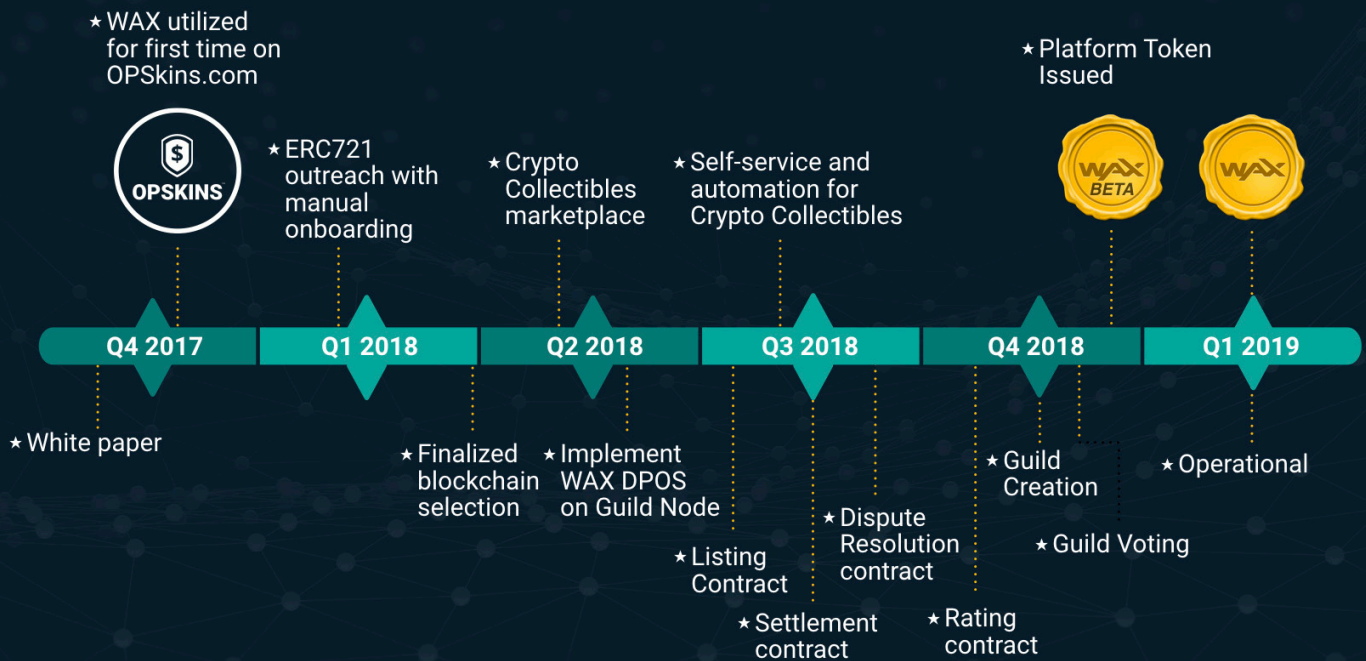 ★ WAX utilized
for first time on
OPSkins.com
$
OPSKINS
★ ERC721
outreach with
manual
onboarding
★ Crypto
Collectibles
marketplace
★ Self-service and
automation for
Crypto Collectibles
★ Platform Token
Issued
WAX
BETA
WAX
Q4 2017
Q1 2018
Q2 2018
Q3 2018
Q4 2018
Q1 2019
★ White paper
★ Finalized
blockchain
selection
★ Implement
WAX DPOS
on Guild Node
★ Listing
Contract
★ Settlement
contract
★ Dispute
Resolution
contract
★ Rating
contract
★ Guild
Creation
★ Guild Voting
★ Operational